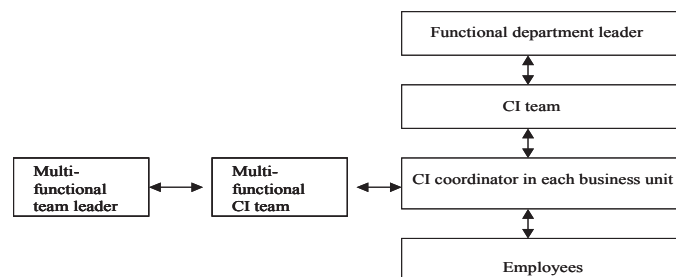 Functional department leader
CI team
Multi-
functional
team leader
Multi-
functional
CI team
CI coordinator in each business unit
Employees